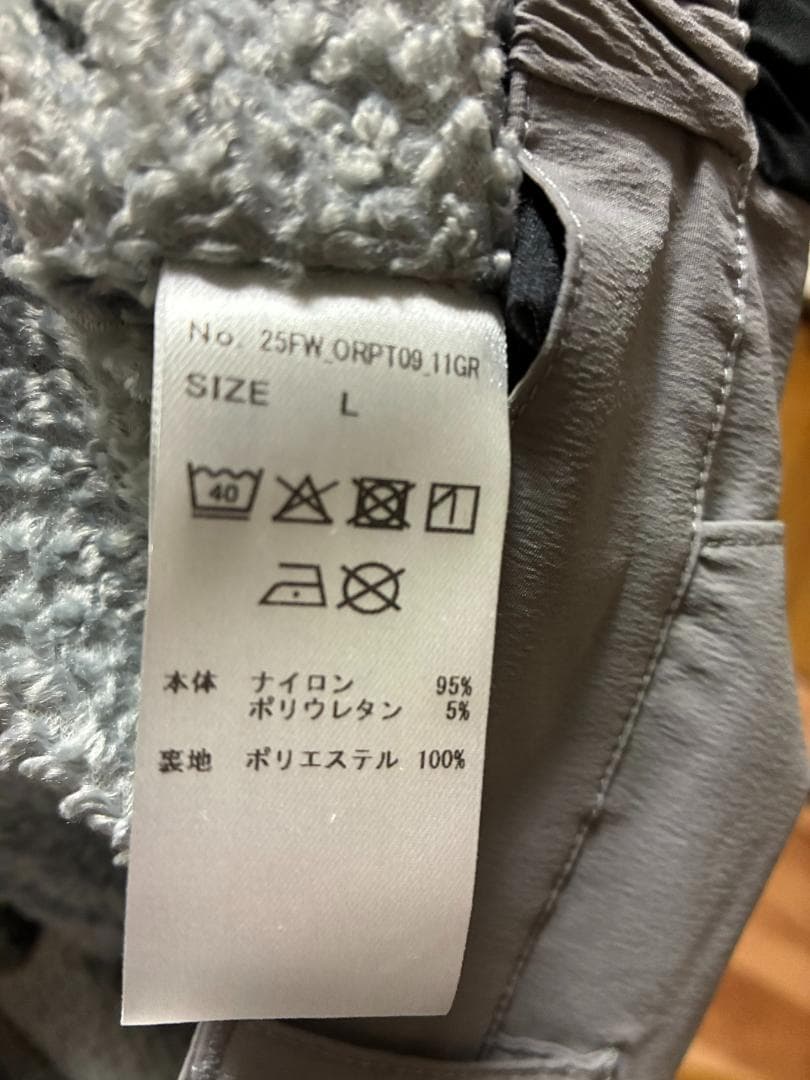 No. 25FW_ORPT09_11GR
SIZE L
40
本体 ナイロン 95%
ポリウレタン 5%
裏地 ポリエステル 100%